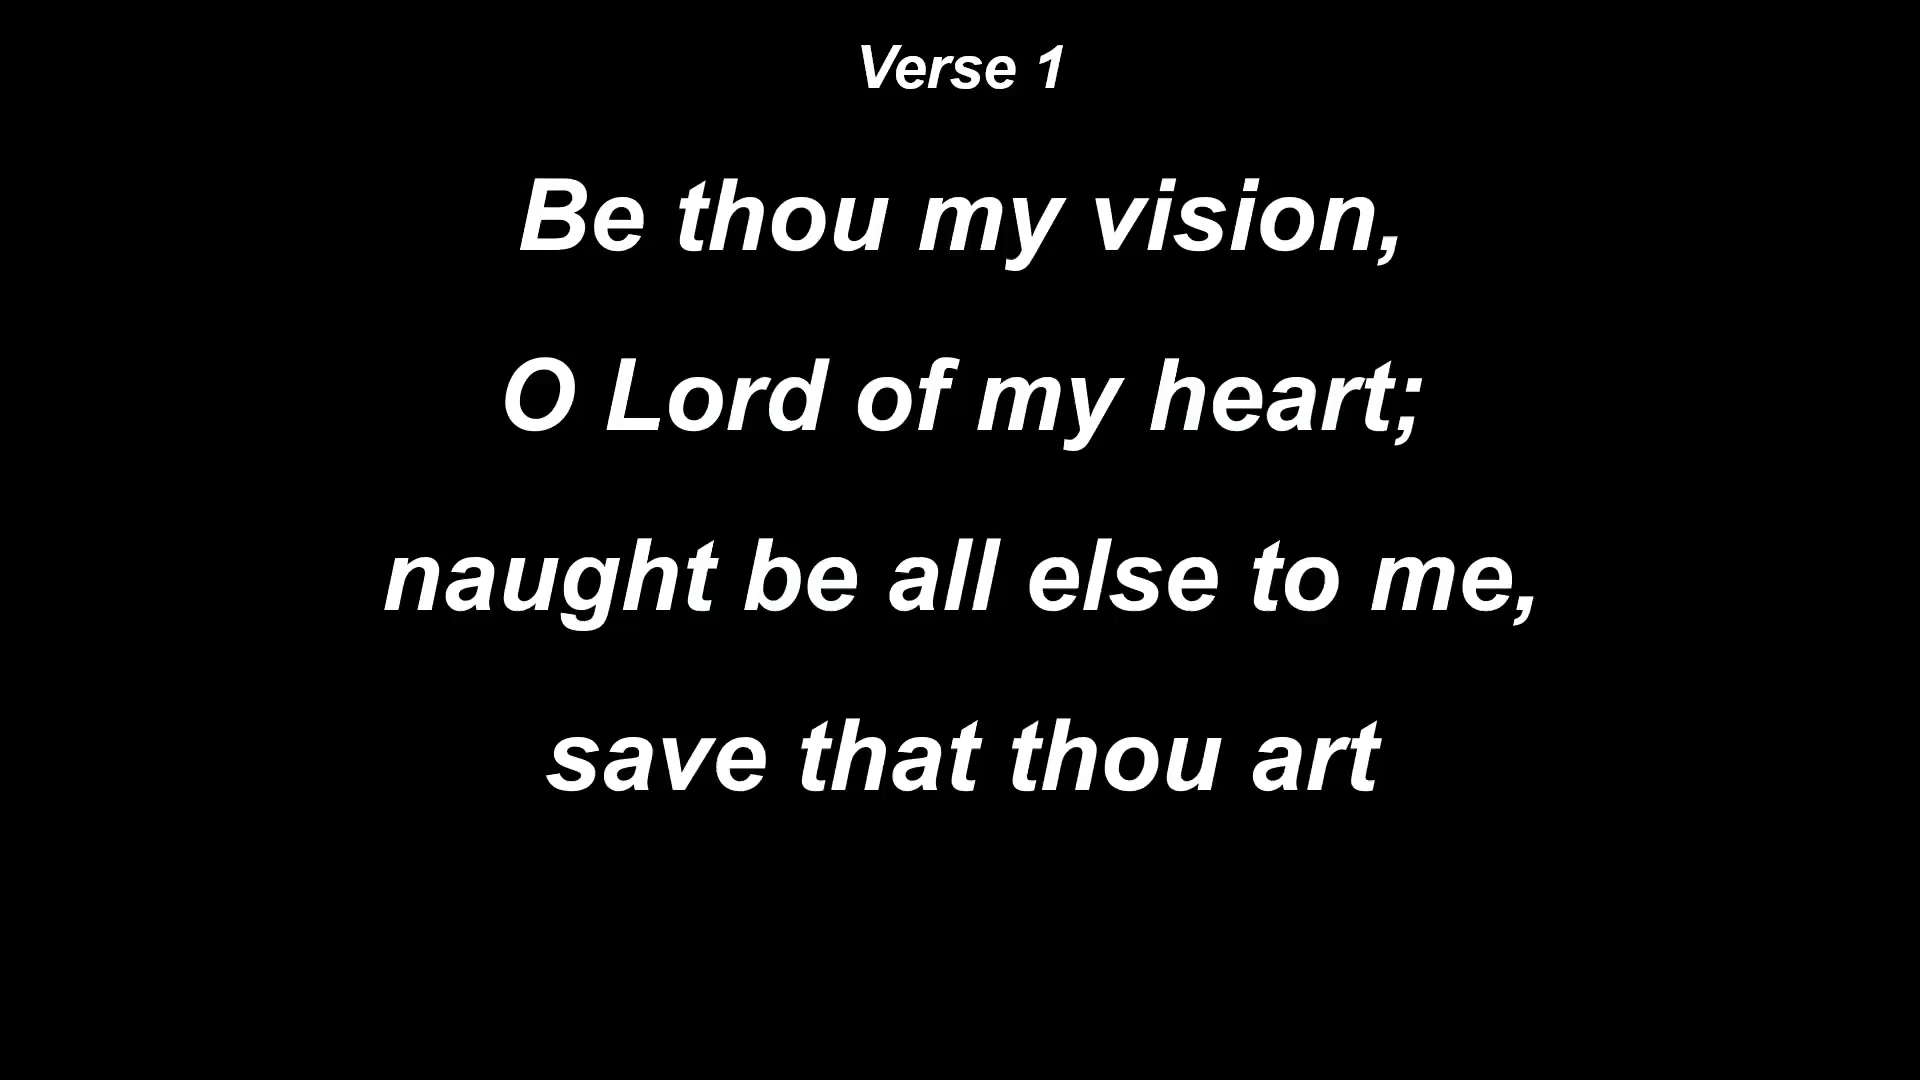 Verse 1
Be thou my vision,
O Lord of my heart;
naught be all else to me,
save that thou art